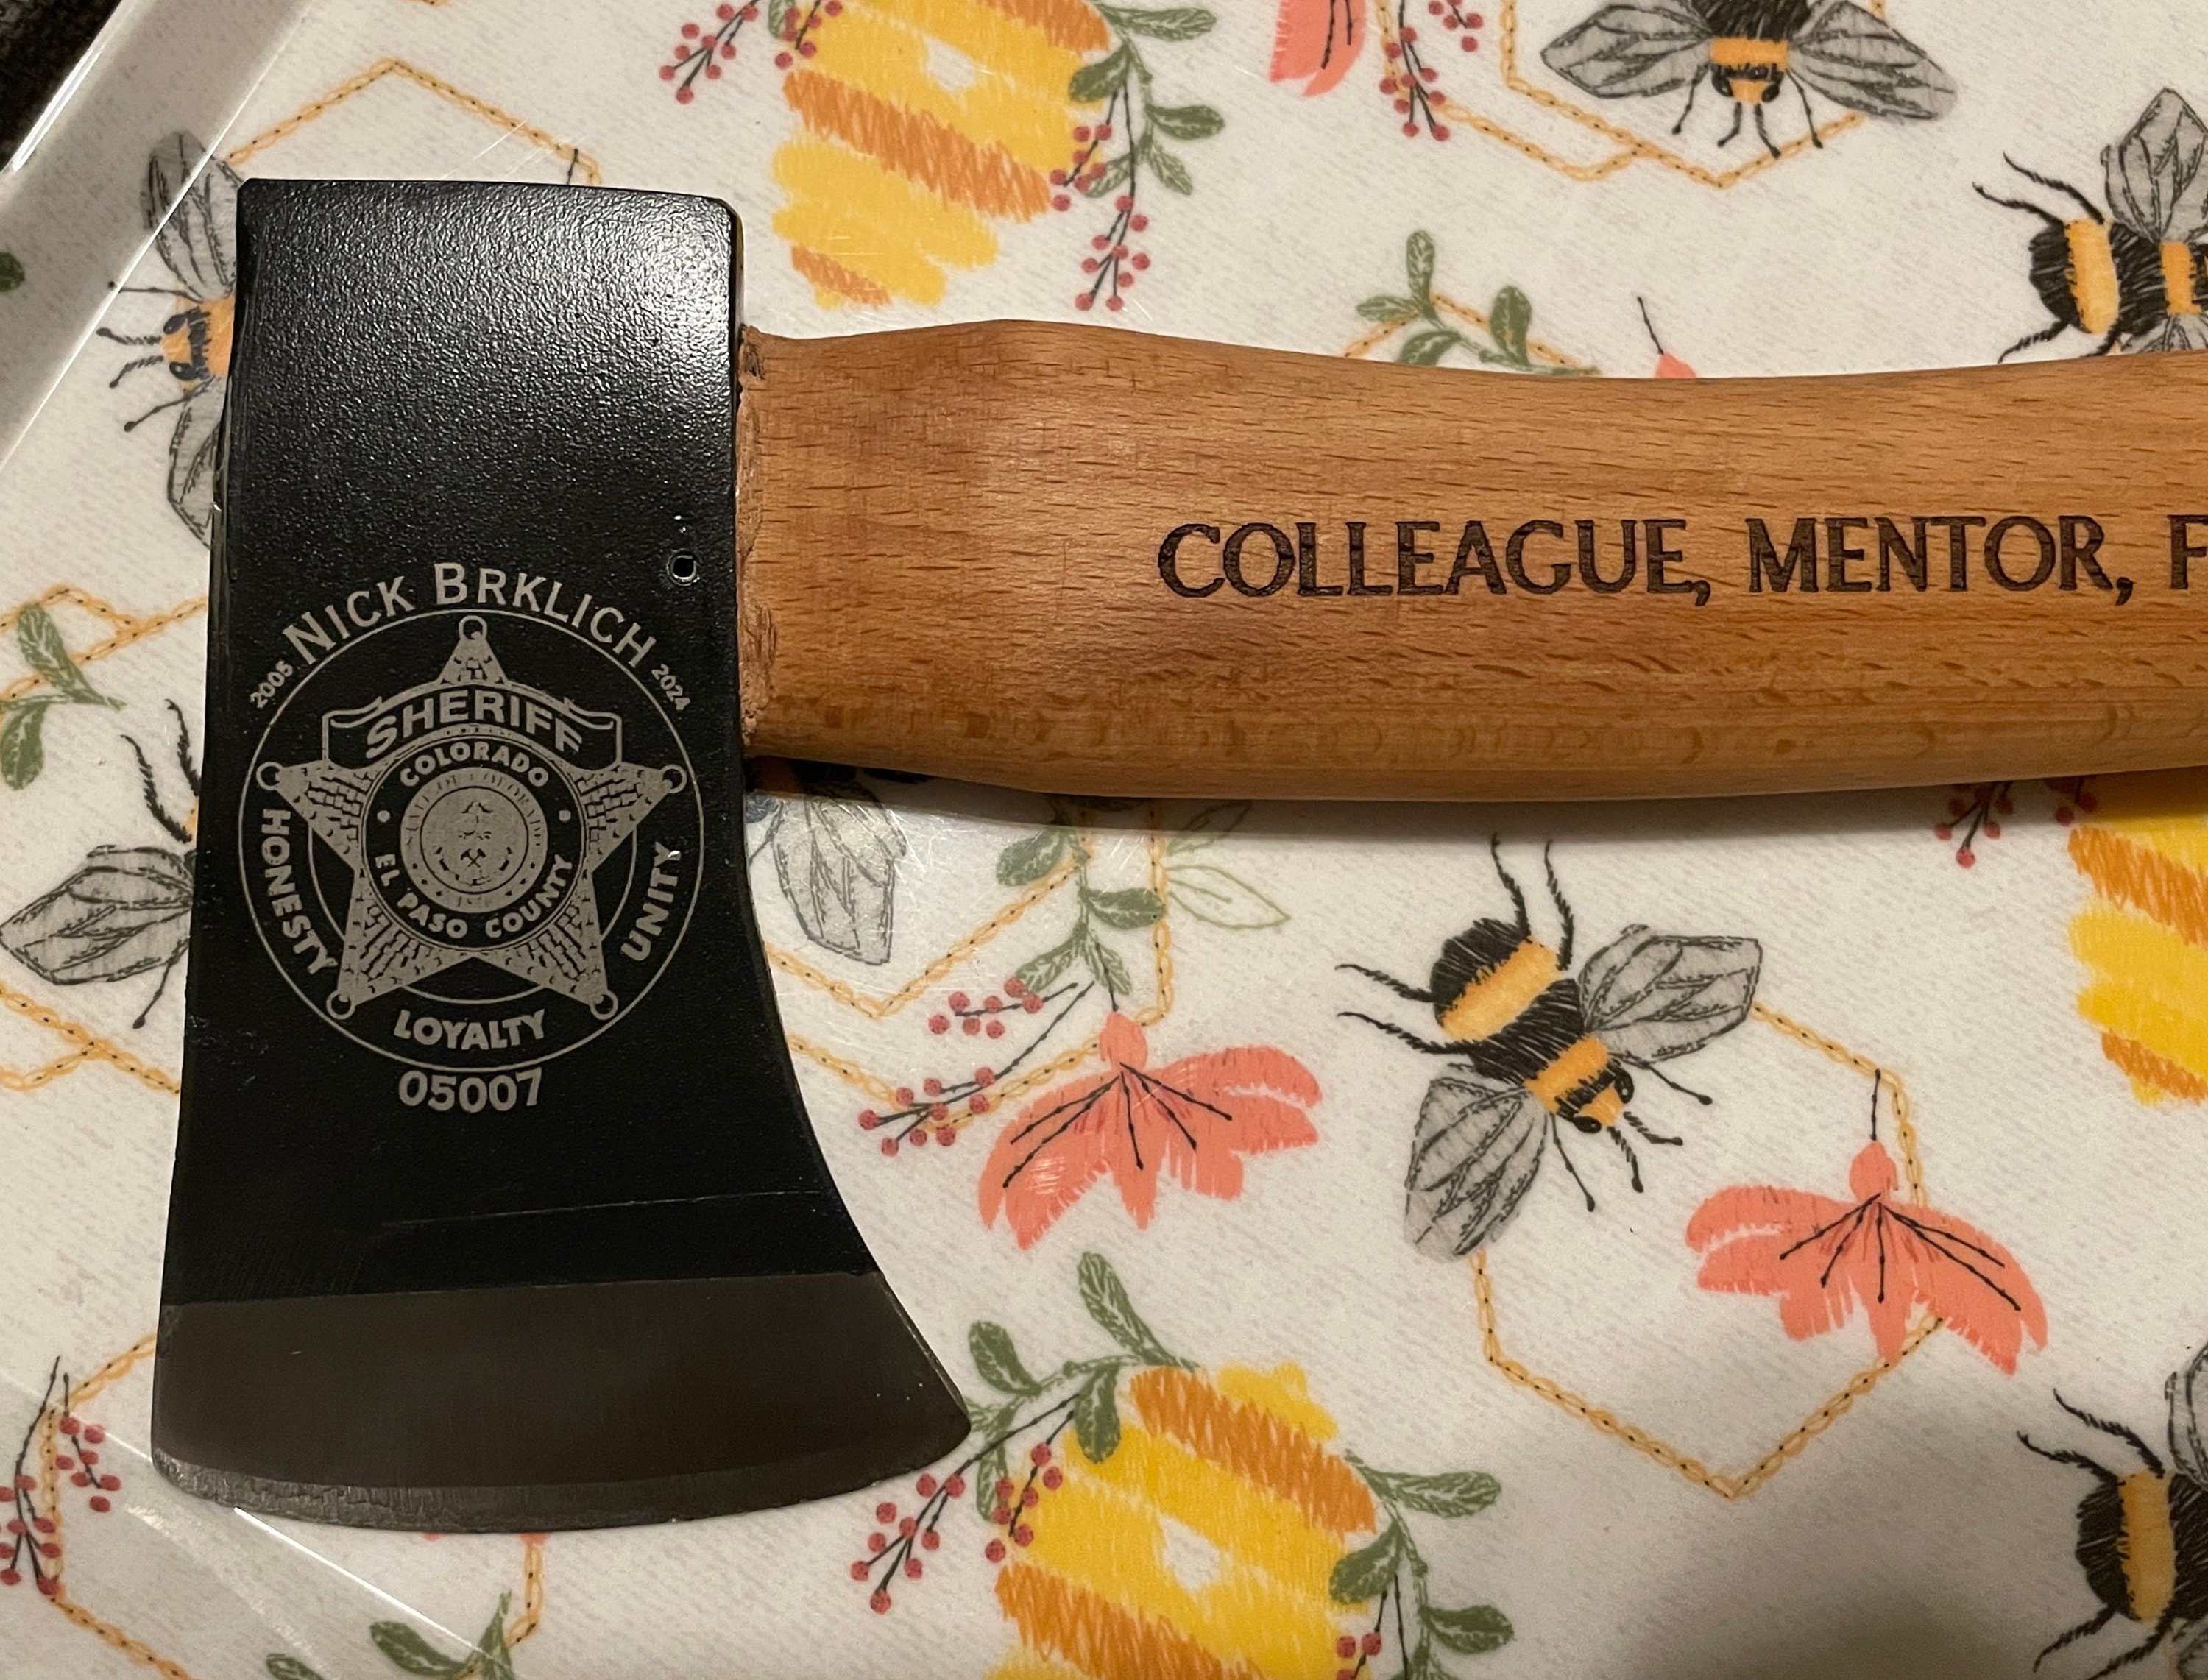 NICK BRKLICH
2005 2024
SHERIFF
COLORADO
EL PASO COUNTY
HONESTY
LOYALTY
UNITY
05007
COLLEAGUE, MENTOR, F